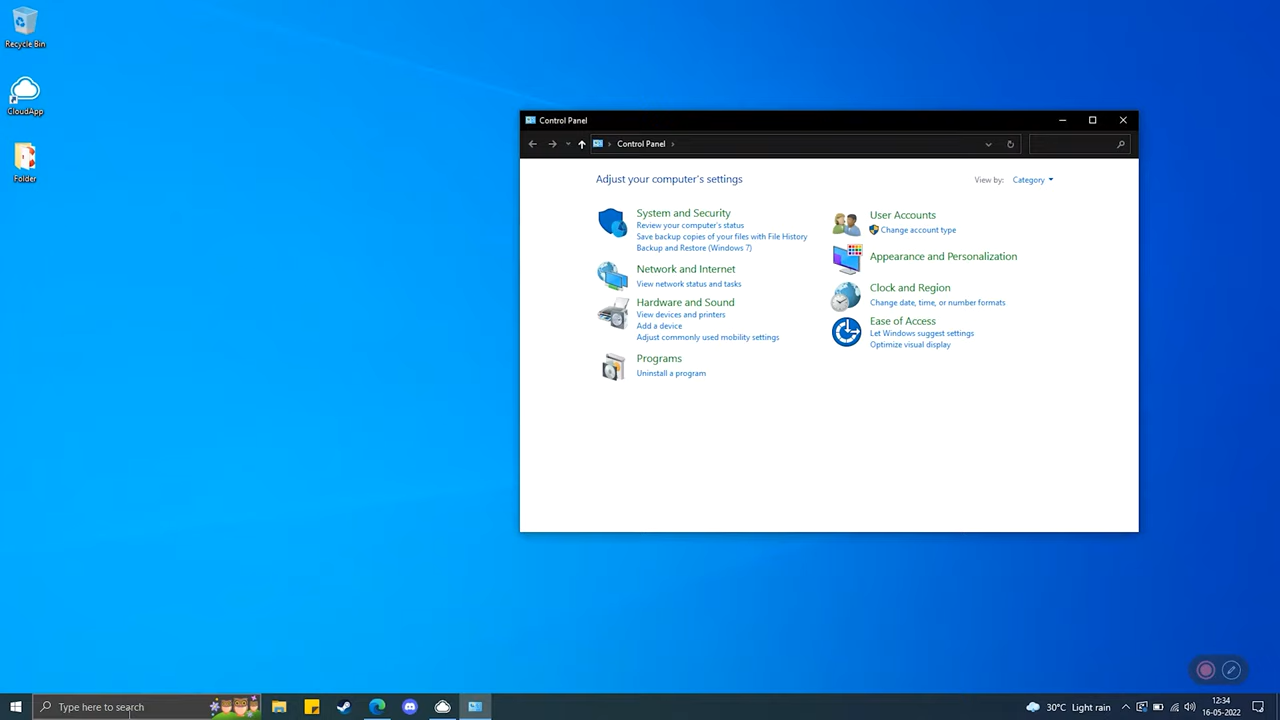 Recycle Bin
CloudApp
Folder
Control Panel
Control Panel
Adjust your computer's settings
View by: Category
System and Security
Review your computer's status
Save backup copies of your files with File History
Backup and Restore (Windows 7)
Network and Internet
View network status and tasks
Hardware and Sound
View devices and printers
Add a device
Adjust commonly used mobility settings
Programs
Uninstall a program
User Accounts
Change account type
Appearance and Personalization
Clock and Region
Change date, time, or number formats
Ease of Access
Let Windows suggest settings
Optimize visual display
Type here to search
30°C Light rain
12:34
16-05-2022